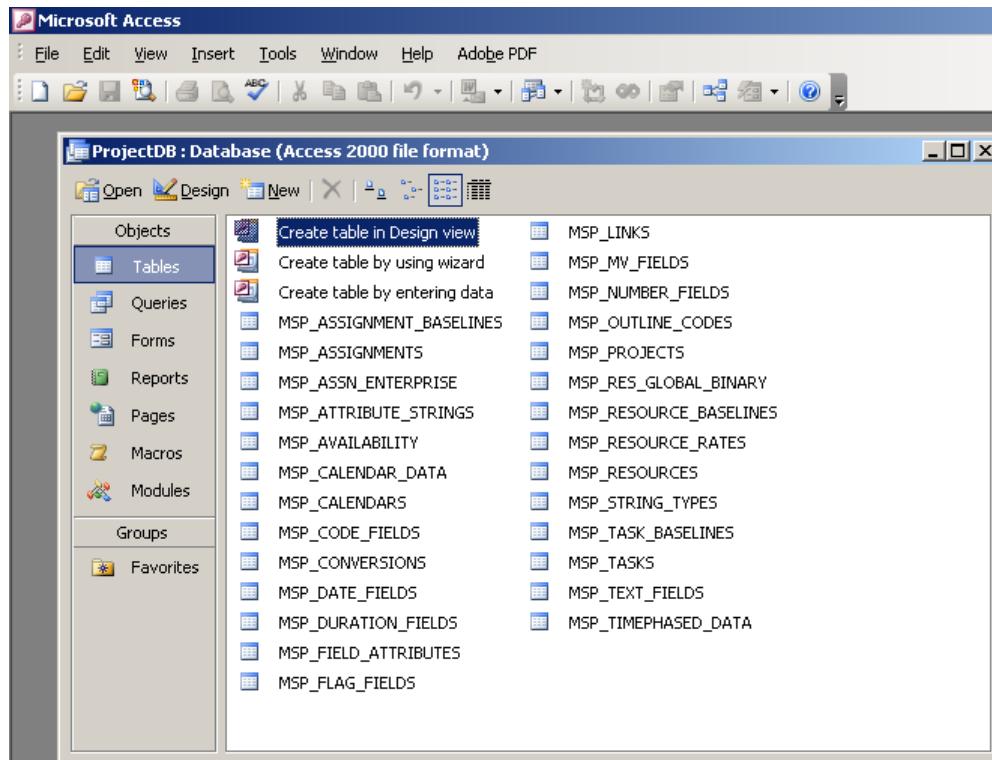 Microsoft Access
File Edit View Insert Tools Window Help Adobe PDF
ABC
W
ProjectDB : Database (Access 2000 file format)
Open Design New
Objects
Tables
Queries
Forms
Reports
Pages
Macros
Modules
Groups
Favorites
Create table in Design view
Create table by using wizard
Create table by entering data
MSP_ASSIGNMENT_BASELINES
MSP_ASSIGNMENTS
MSP_ASSN_ENTERPRISE
MSP_ATTRIBUTE_STRINGS
MSP_AVAILABILITY
MSP_CALENDAR_DATA
MSP_CALENDARS
MSP_CODE_FIELDS
MSP_CONVERSIONS
MSP_DATE_FIELDS
MSP_DURATION_FIELDS
MSP_FIELD_ATTRIBUTES
MSP_FLAG_FIELDS
MSP_LINKS
MSP_MV_FIELDS
MSP_NUMBER_FIELDS
MSP_OUTLINE_CODES
MSP_PROJECTS
MSP_RES_GLOBAL_BINARY
MSP_RESOURCE_BASELINES
MSP_RESOURCE_RATES
MSP_RESOURCES
MSP_STRING_TYPES
MSP_TASK_BASELINES
MSP_TASKS
MSP_TEXT_FIELDS
MSP_TIMEPHASED_DATA